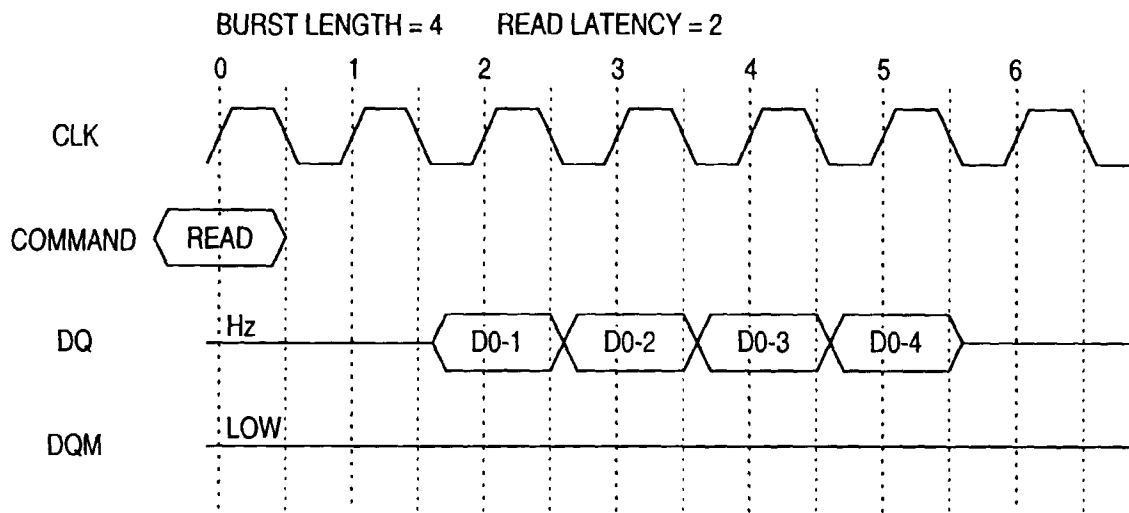 BURST LENGTH = 4 READ LATENCY = 2
0 1 2 3 4 5 6
CLK
COMMAND READ
Hz
DQ D0-1 D0-2 D0-3 D0-4
LOW
DQM